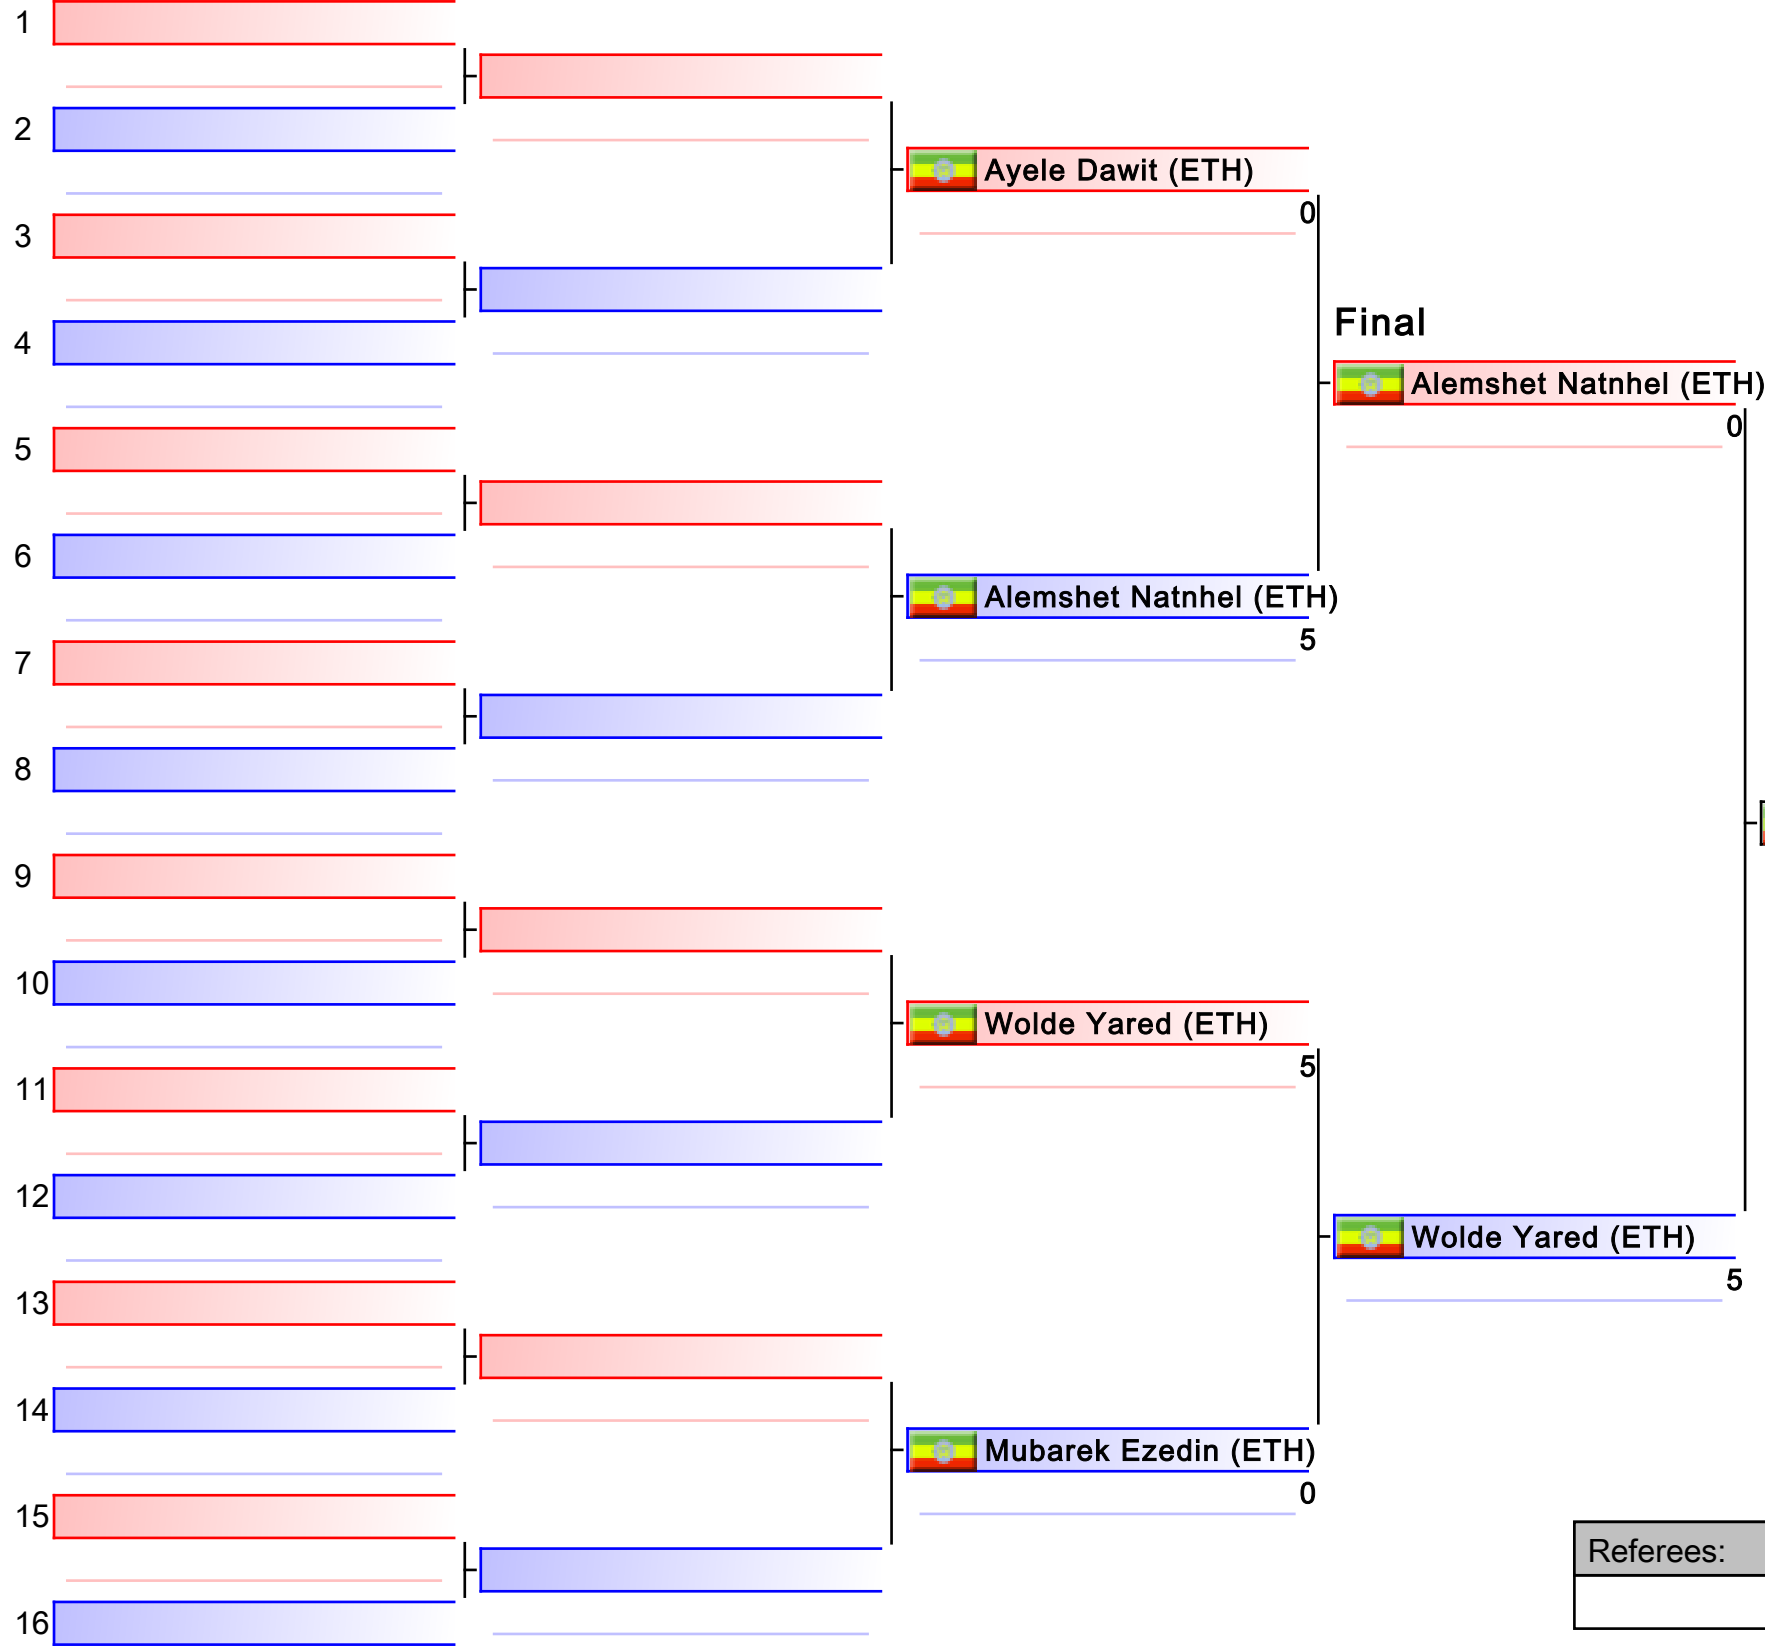 1
2
Ayele Dawit (ETH)
0
3
Final
4
Alemshet Natnhel (ETH)
0
5
6
Alemshet Natnhel (ETH)
5
7
8
9
10
Wolde Yared (ETH)
5
11
12
Wolde Yared (ETH)
5
13
14
Mubarek Ezedin (ETH)
0
15
Referees:
16